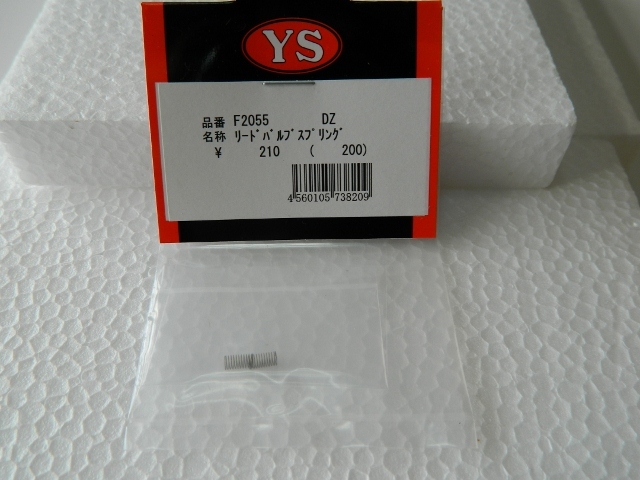 YS
品番 F2055 DZ
名称 ﾘｰﾄﾞﾊﾞﾙﾌﾞｽﾌﾟﾘﾝｸﾞ
¥ 210 ( 200)
4560105738209